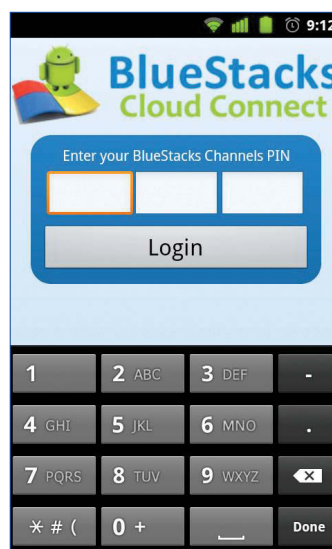 9:12
BlueStacks
Cloud Connect
Enter your BlueStacks Channels PIN
Login
1 2 ABC 3 DEF -
4 GHI 5 JKL 6 MNO .
7 PQRS 8 TUV 9 WXYZ
* # ( 0 + Done